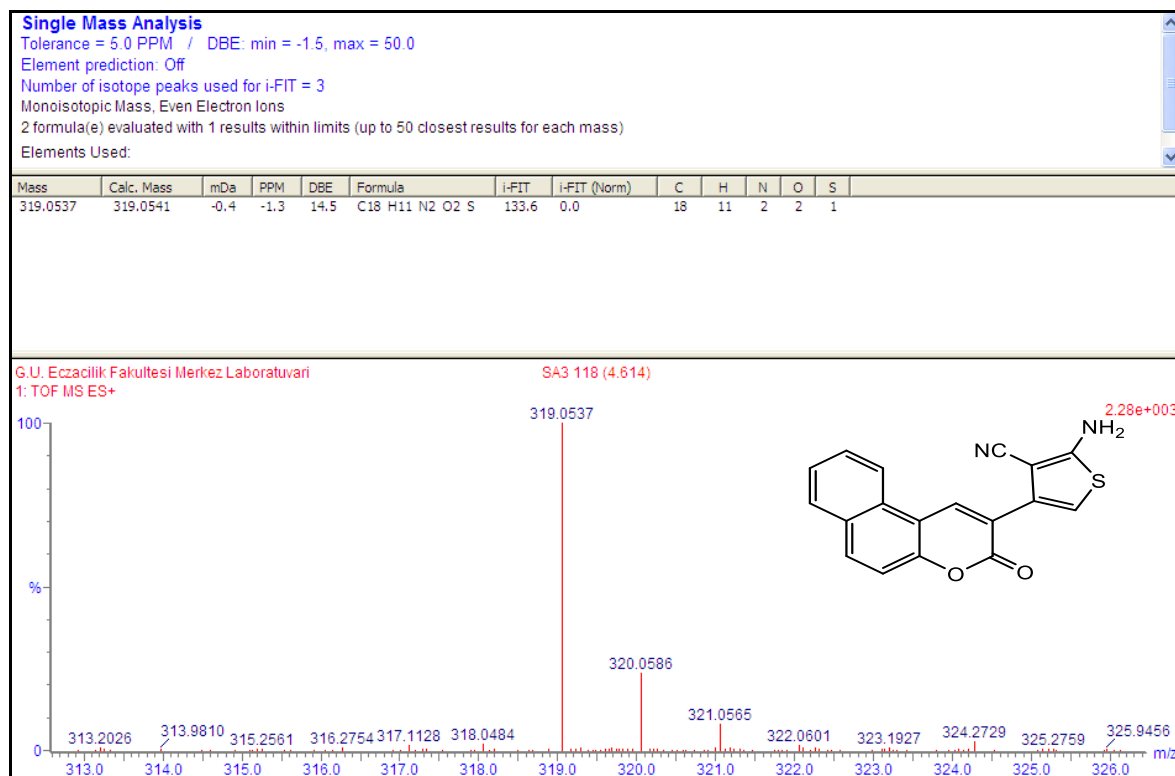 Single Mass Analysis
Tolerance = 5.0 PPM / DBE: min = -1.5, max = 50.0
Element prediction: Off
Number of isotope peaks used for i-FIT = 3
Monoisotopic Mass, Even Electron Ions
2 formula(e) evaluated with 1 results within limits (up to 50 closest results for each mass)
Elements Used:
Mass Calc. Mass mDa PPM DBE Formula i-FIT i-FIT (Norm) C H N O S
319.0537 319.0541 -0.4 -1.3 14.5 C18 H11 N2 O2 S 133.6 0.0 18 11 2 2 1
G.U. Eczacilik Fakultesi Merkez Laboratuvari SA3 118 (4.614)
1: TOF MS ES+
2.28e+003
100
319.0537
NH2
NC
S
O
O
%
320.0586
321.0565
313.2026 313.9810 315.2561 316.2754 317.1128 318.0484 322.0601 323.1927 324.2729 325.2759 325.9456
0
m/z
313.0 314.0 315.0 316.0 317.0 318.0 319.0 320.0 321.0 322.0 323.0 324.0 325.0 326.0